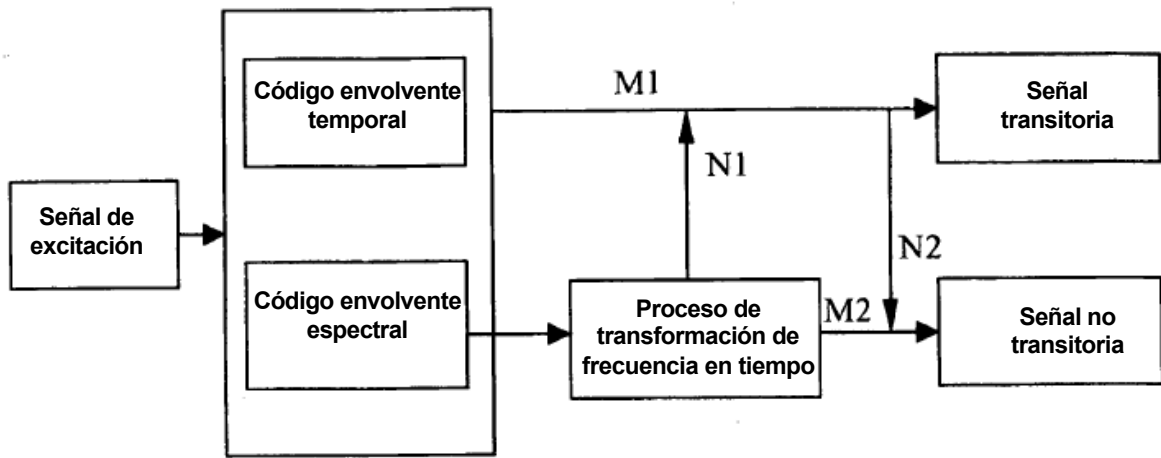 Código envolvente
temporal
M1
Señal
transitoria
N1
Señal de
excitación
N2
Código envolvente
espectral
Proceso de
transformación de
frecuencia en tiempo
M2
Señal no
transitoria